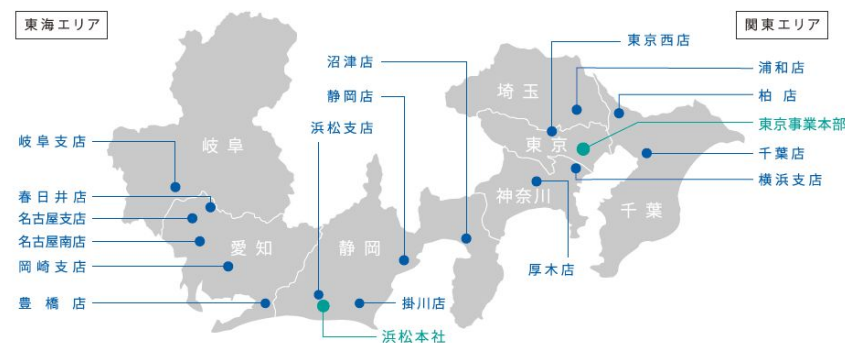 東海エリア
関東エリア
東京西店
沼津店
浦和店
静岡店
柏店
浜松支店
東京事業本部
岐阜支店
千葉店
横浜支店
春日井店
名古屋支店
名古屋南店
岡崎支店
豊橋店
厚木店
掛川店
浜松本社
岐阜
愛知
静岡
埼玉
東京
神奈川
千葉